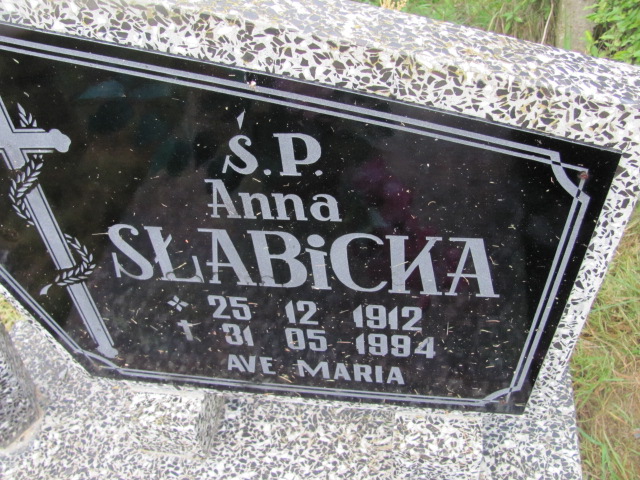 Ś.P.
Anna
SŁABiCKA
* 25 12 1912
† 31 05 1994
AVE MARIA